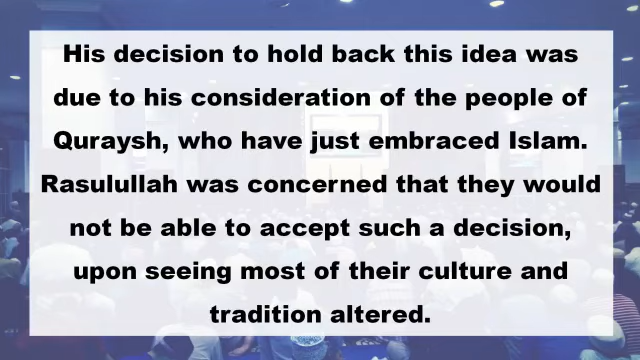 His decision to hold back this idea was
due to his consideration of the people of
Quraysh, who have just embraced Islam.
Rasulullah was concerned that they would
not be able to accept such a decision,
upon seeing most of their culture and
tradition altered.